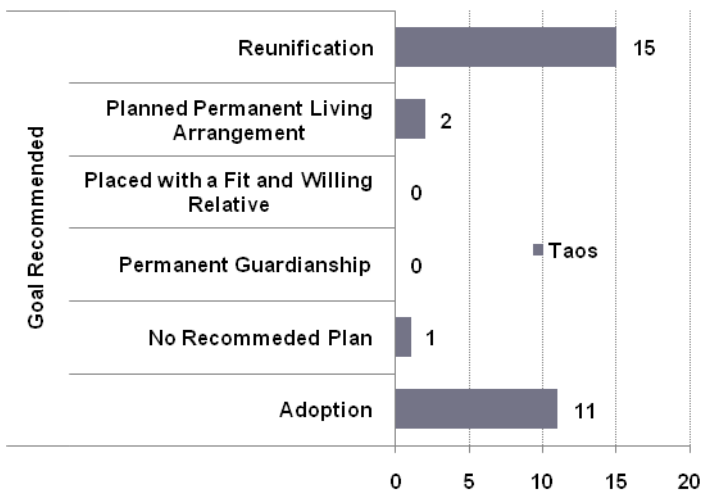 Goal Recommended
Reunification
15
Planned Permanent Living
Arrangement
2
Placed with a Fit and Willing
Relative
0
Permanent Guardianship
0
No Recommeded Plan
1
Adoption
11
Taos
0 5 10 15 20